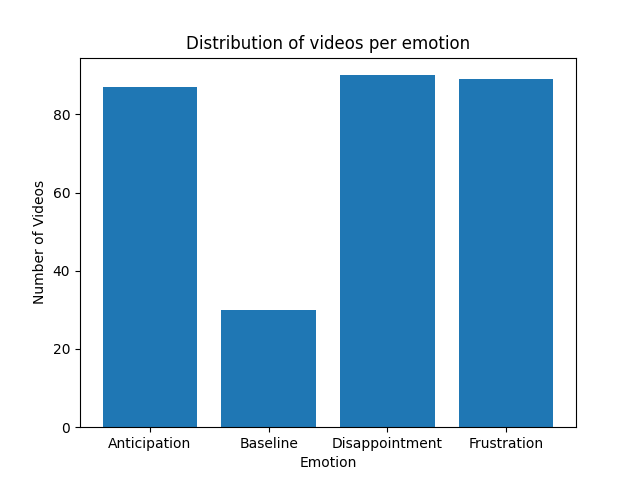 Distribution of videos per emotion
80
60
40
20
0
Number of Videos
Anticipation Baseline Disappointment Frustration
Emotion